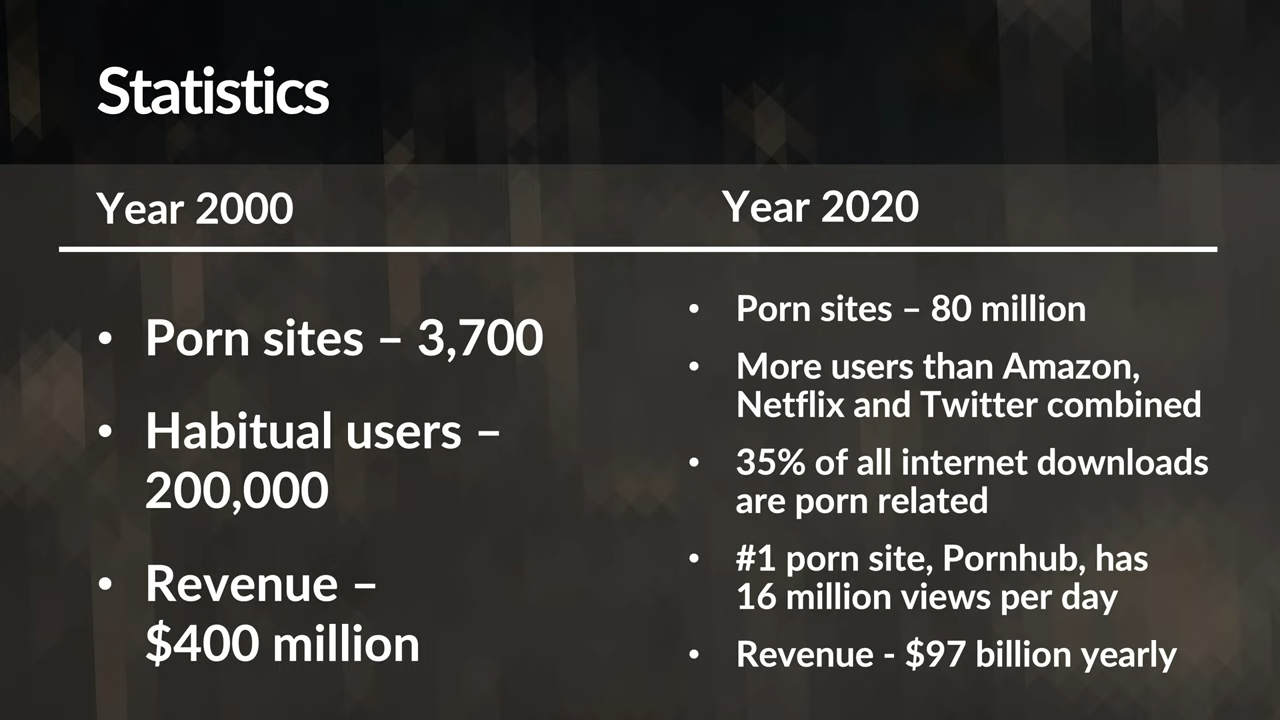 Statistics
Year 2000
• Porn sites – 3,700
• Habitual users –
200,000
• Revenue –
$400 million
Year 2020
• Porn sites – 80 million
• More users than Amazon,
Netflix and Twitter combined
• 35% of all internet downloads
are porn related
• #1 porn site, Pornhub, has
16 million views per day
• Revenue - $97 billion yearly